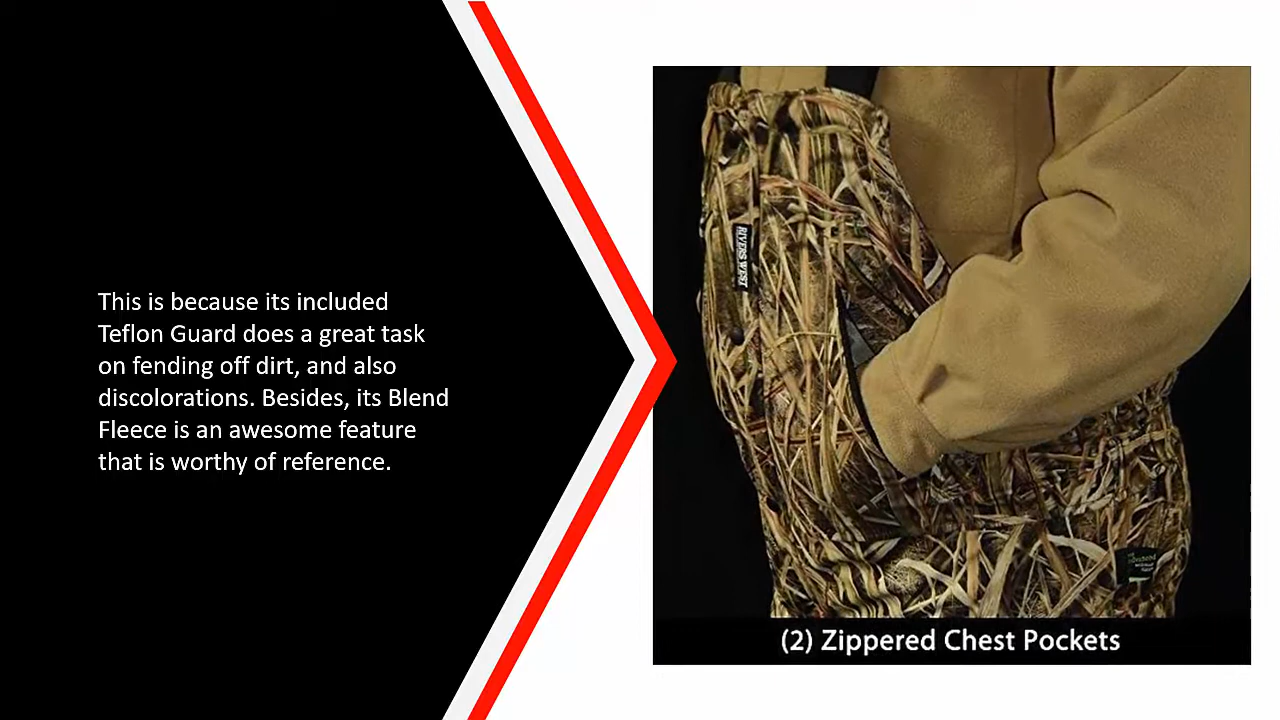 This is because its included
Teflon Guard does a great task
on fending off dirt, and also
discolorations. Besides, its Blend
Fleece is an awesome feature
that is worthy of reference.
RIVERS WEST
(2) Zippered Chest Pockets